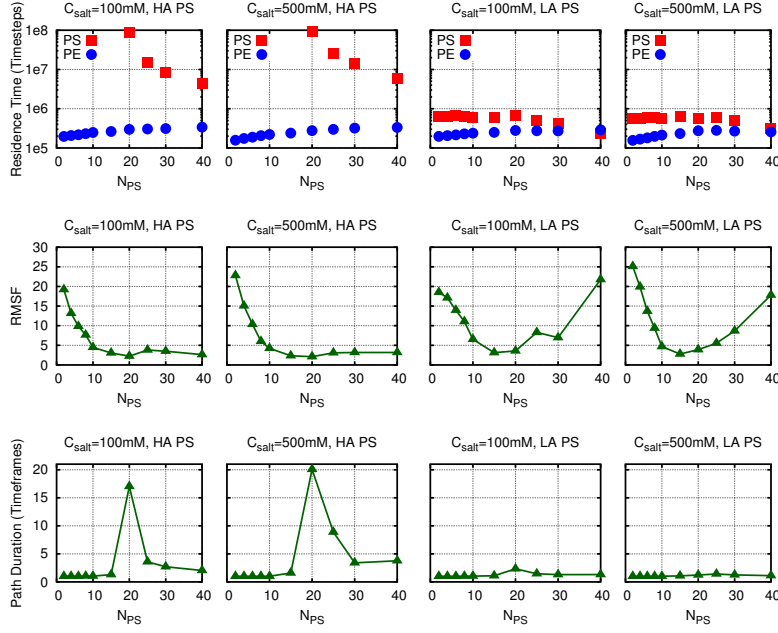 C_salt=100mM, HA PS
C_salt=500mM, HA PS
C_salt=100mM, LA PS
C_salt=500mM, LA PS
Residence Time (Timesteps)
1e8
1e7
1e6
1e5
PS
PE
PS
PE
PS
PE
PS
PE
0 10 20 30 40
0 10 20 30 40
0 10 20 30 40
0 10 20 30 40
N_PS
N_PS
N_PS
N_PS
C_salt=100mM, HA PS
C_salt=500mM, HA PS
C_salt=100mM, LA PS
C_salt=500mM, LA PS
RMSF
30
25
20
15
10
5
0
0 10 20 30 40
0 10 20 30 40
0 10 20 30 40
0 10 20 30 40
N_PS
N_PS
N_PS
N_PS
C_salt=100mM, HA PS
C_salt=500mM, HA PS
C_salt=100mM, LA PS
C_salt=500mM, LA PS
Path Duration (Timeframes)
20
15
10
5
0
0 10 20 30 40
0 10 20 30 40
0 10 20 30 40
0 10 20 30 40
N_PS
N_PS
N_PS
N_PS